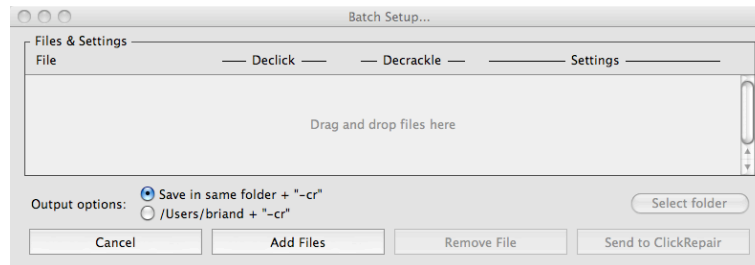 Batch Setup...
Files & Settings
File Declick Decrackle Settings
Drag and drop files here
Output options: Save in same folder + "-cr"
/Users/briand + "-cr"
Select folder
Cancel Add Files Remove File Send to ClickRepair